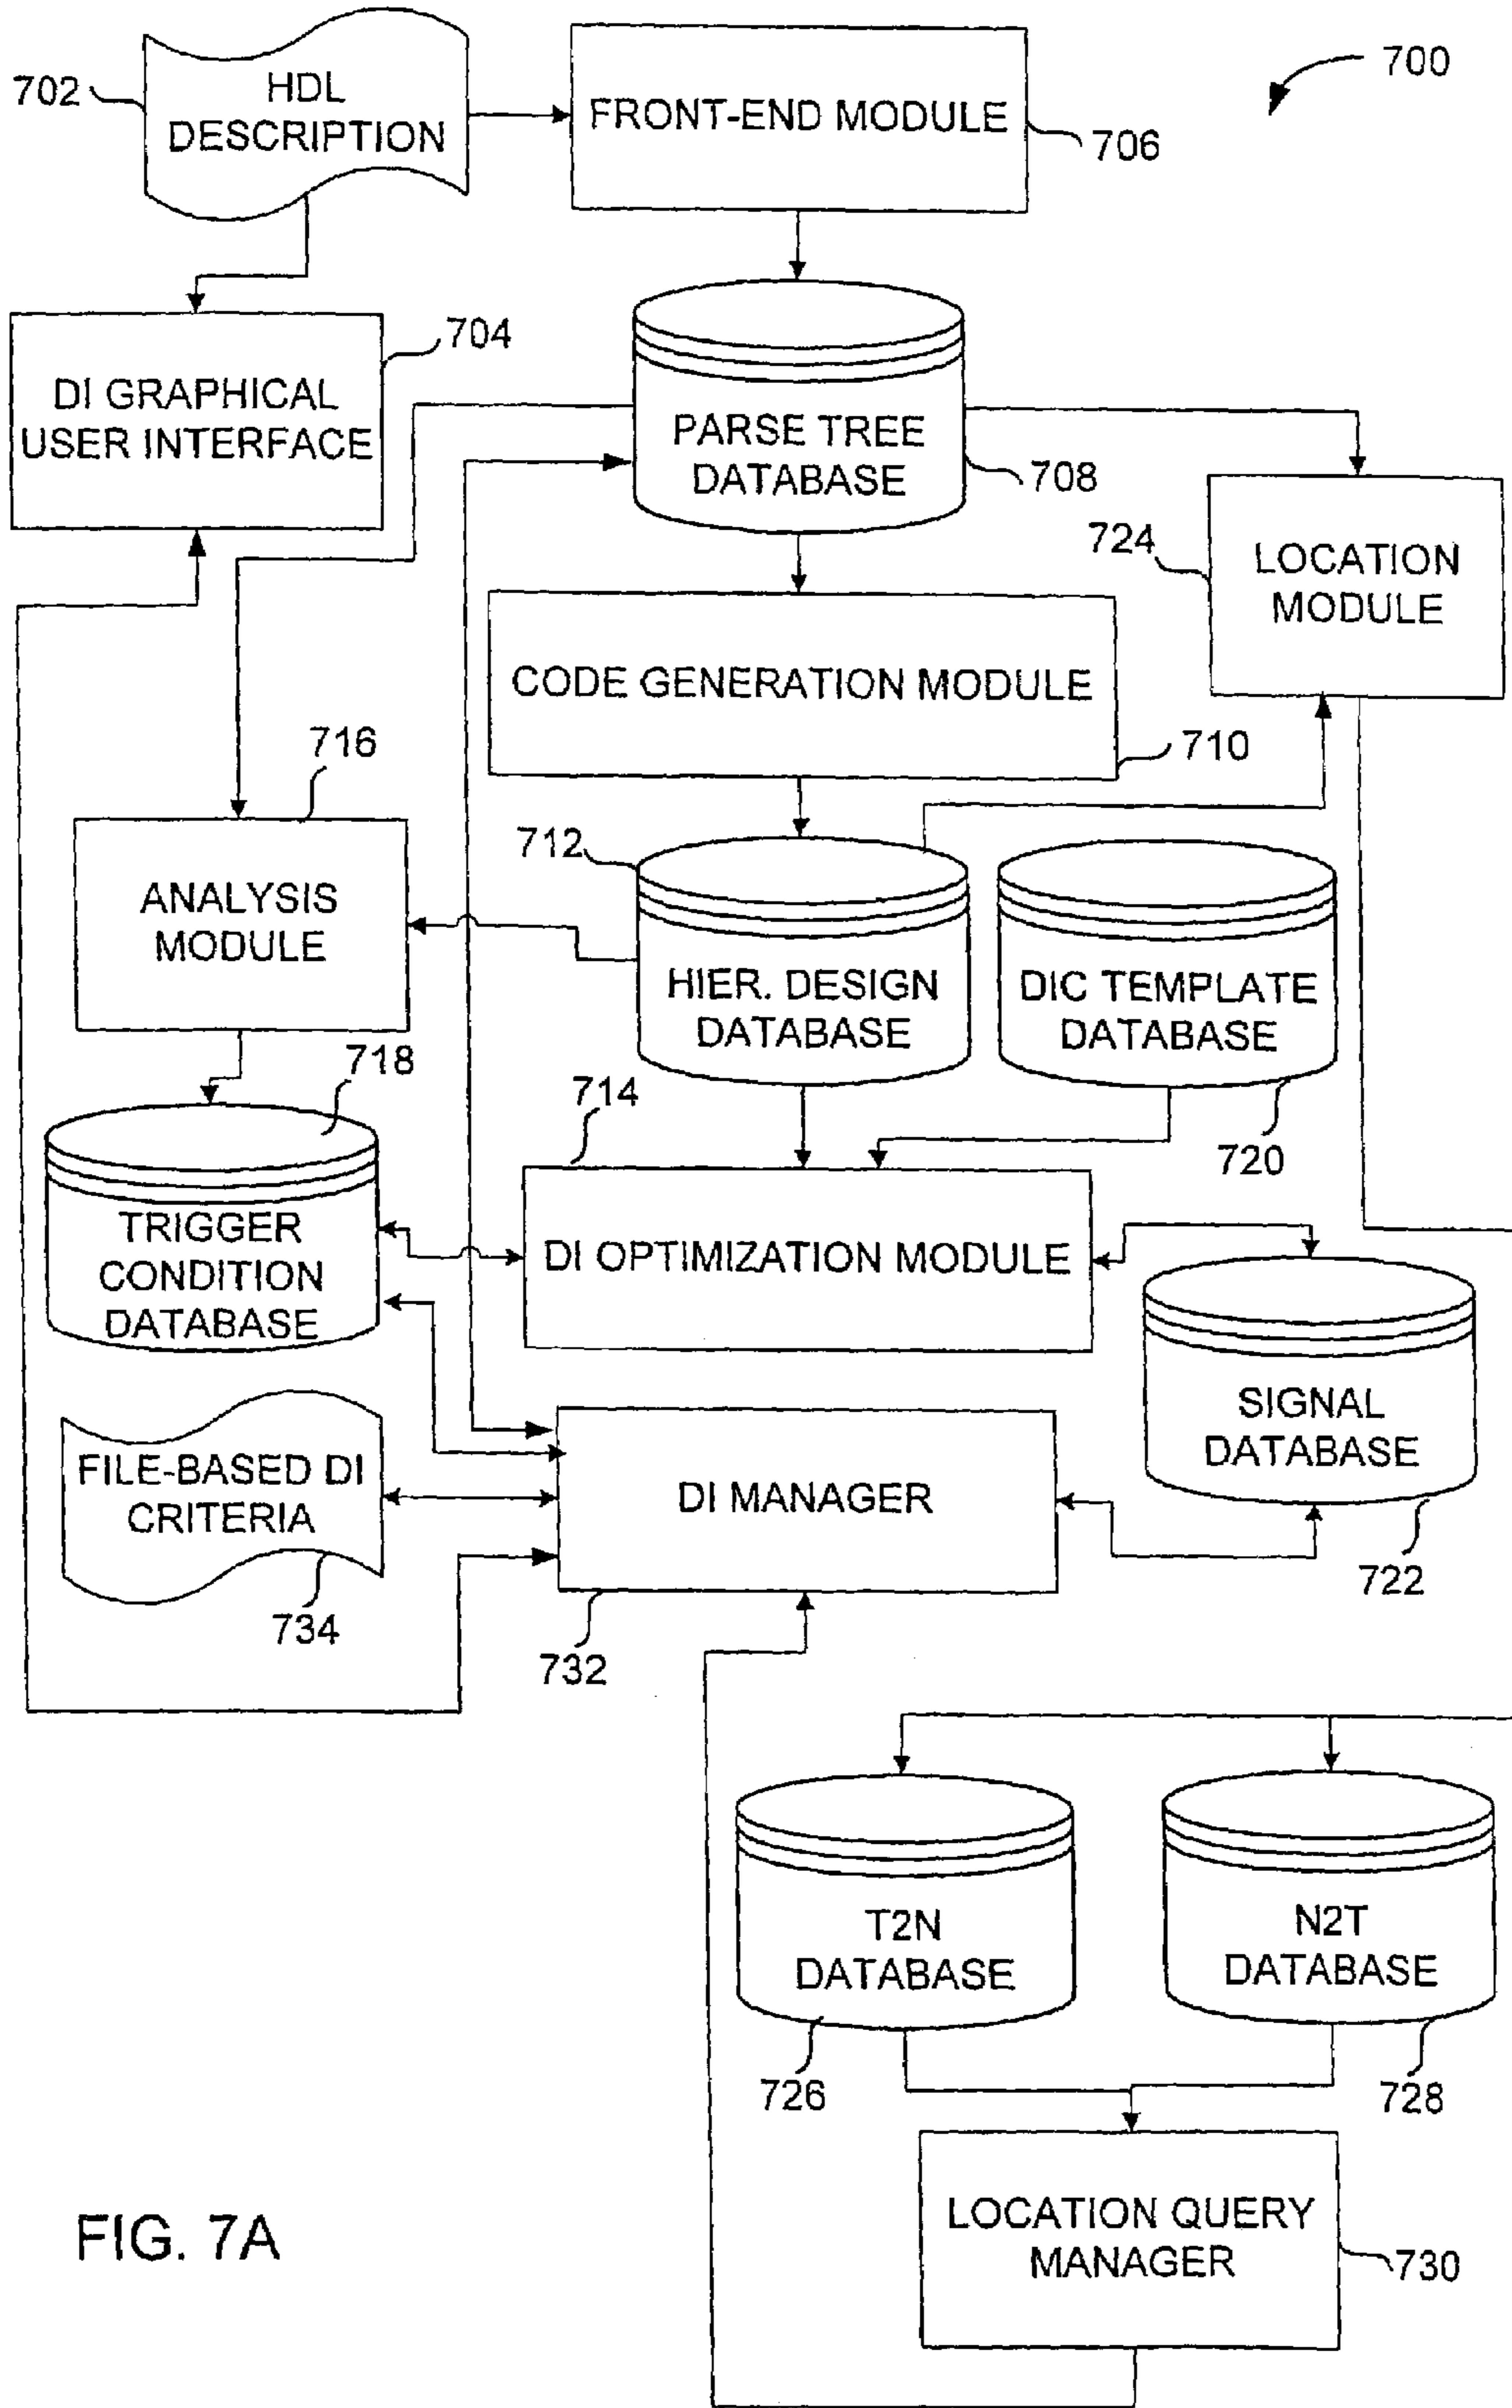 700
702
HDL
DESCRIPTION
FRONT-END MODULE
706
704
DI GRAPHICAL
USER INTERFACE
PARSE TREE
DATABASE
708
724
LOCATION
MODULE
CODE GENERATION MODULE
710
716
ANALYSIS
MODULE
712
HIER. DESIGN
DATABASE
DIC TEMPLATE
DATABASE
720
718
TRIGGER
CONDITION
DATABASE
714
DI OPTIMIZATION MODULE
SIGNAL
DATABASE
722
FILE-BASED DI
CRITERIA
734
DI MANAGER
732
T2N
DATABASE
726
N2T
DATABASE
728
LOCATION QUERY
MANAGER
730
FIG. 7A